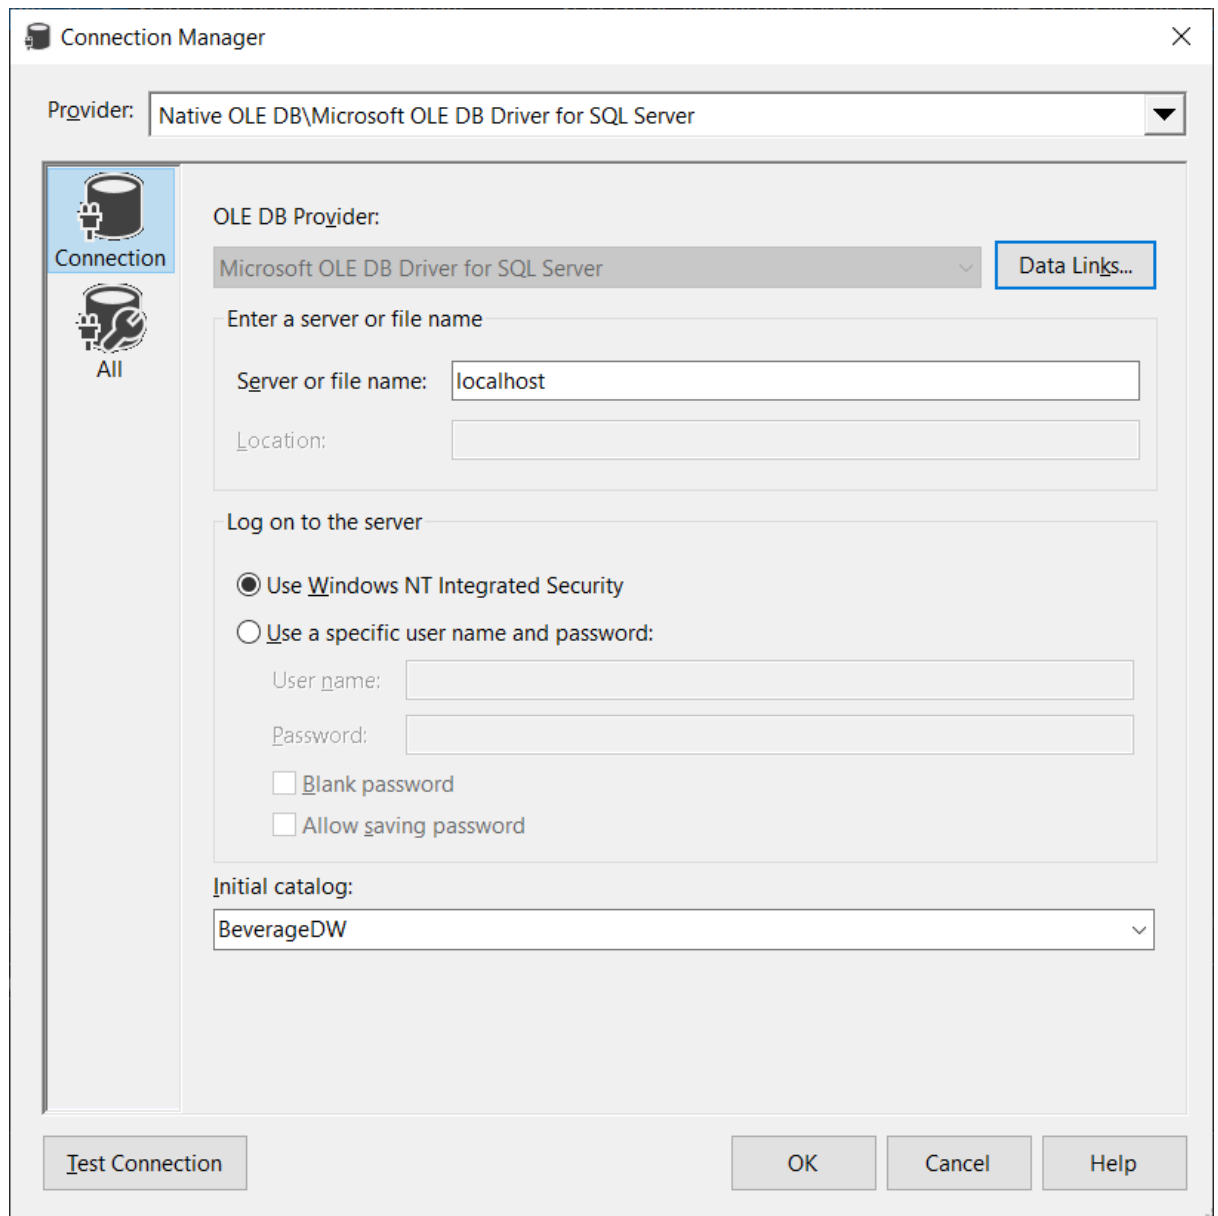 Connection Manager
Provider: Native OLE DB\Microsoft OLE DB Driver for SQL Server
Connection
All
OLE DB Provider:
Microsoft OLE DB Driver for SQL Server Data Links...
Enter a server or file name
Server or file name: localhost
Location:
Log on to the server
Use Windows NT Integrated Security
Use a specific user name and password:
User name:
Password:
Blank password
Allow saving password
Initial catalog:
BeverageDW
Test Connection OK Cancel Help